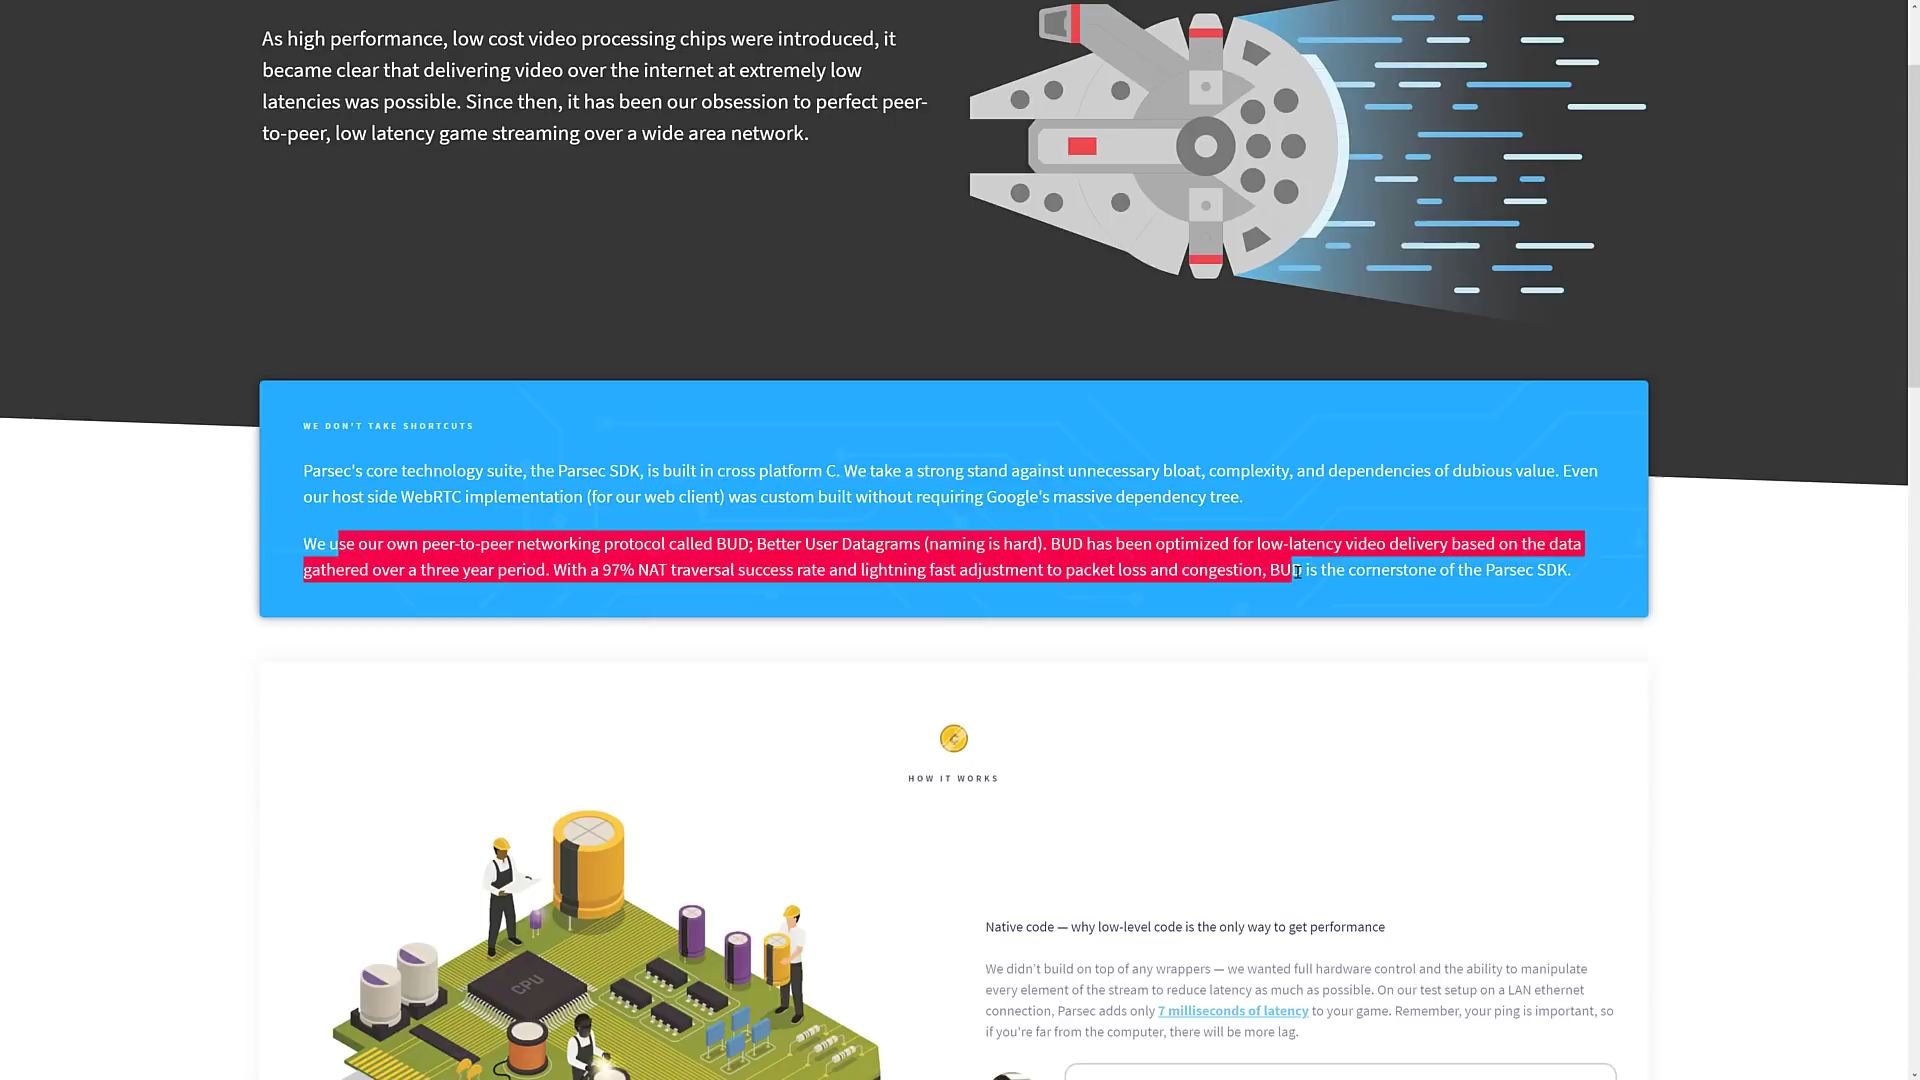 As high performance, low cost video processing chips were introduced, it
became clear that delivering video over the internet at extremely low
latencies was possible. Since then, it has been our obsession to perfect peer-
to-peer, low latency game streaming over a wide area network.
WE DON'T TAKE SHORTCUTS
Parsec's core technology suite, the Parsec SDK, is built in cross platform C. We take a strong stand against unnecessary bloat, complexity, and dependencies of dubious value. Even
our host side WebRTC implementation (for our web client) was custom built without requiring Google's massive dependency tree.
We use our own peer-to-peer networking protocol called BUD; Better User Datagrams (naming is hard). BUD has been optimized for low-latency video delivery based on the data
gathered over a three year period. With a 97% NAT traversal success rate and lightning fast adjustment to packet loss and congestion, BUD is the cornerstone of the Parsec SDK.
HOW IT WORKS
CPU
Native code — why low-level code is the only way to get performance
We didn't build on top of any wrappers — we wanted full hardware control and the ability to manipulate
every element of the stream to reduce latency as much as possible. On our test setup on a LAN ethernet
connection, Parsec adds only 7 milliseconds of latency to your game. Remember, your ping is important, so
if you're far from the computer, there will be more lag.